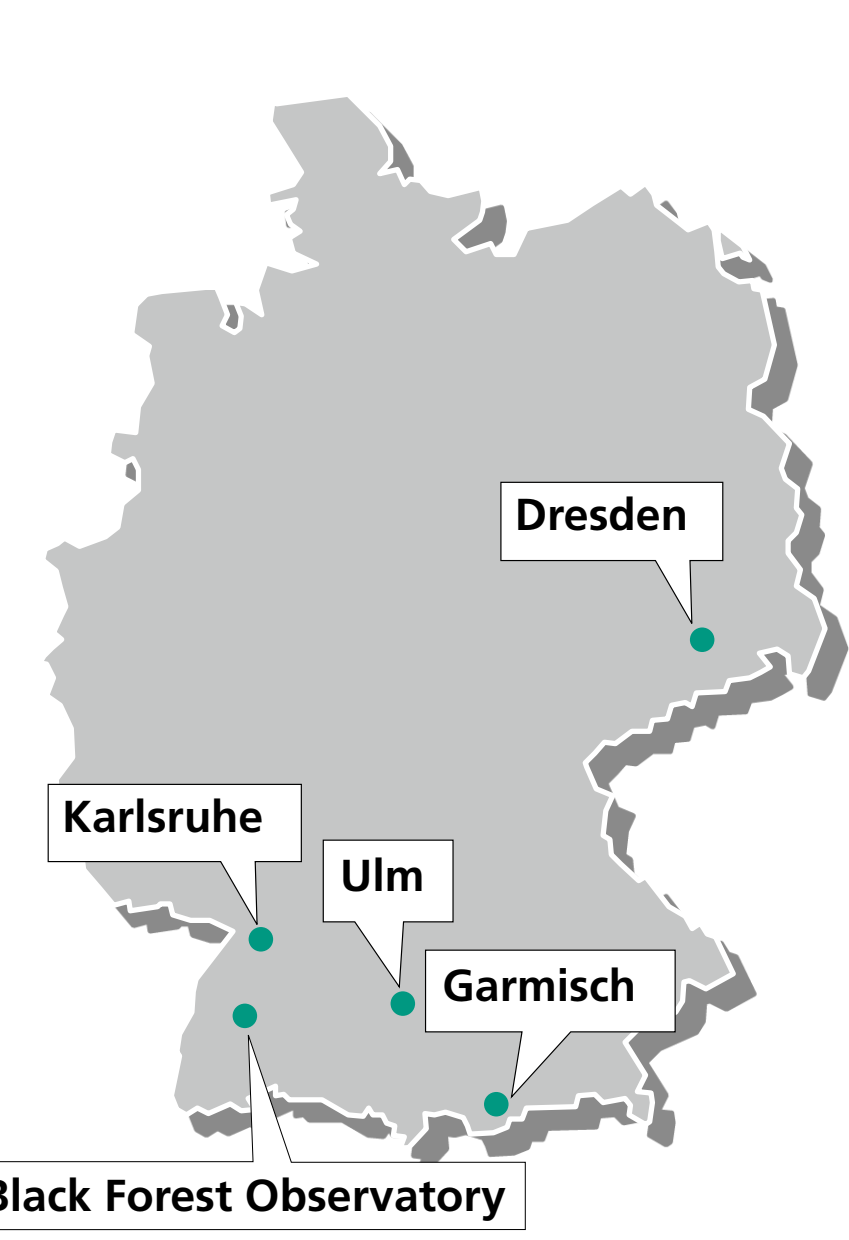 Dresden
Karlsruhe
Ulm
Garmisch
Black Forest Observatory